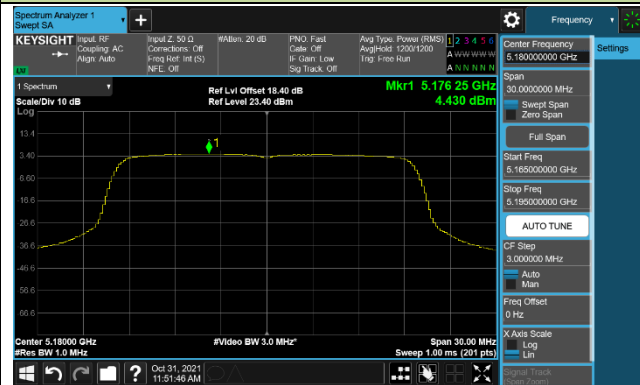 Spectrum Analyzer 1
Swept SA
Frequency
KEYSIGHT
Input: RF
Coupling: AC
Align: Auto
Input Z: 50 Ω
Corrections: Off
Freq Ref: Int (S)
NFE: Off
#Atten: 20 dB
PNO: Fast
Gate: Off
IF Gain: Low
Sig Track: Off
Avg Type: Power (RMS)
Avg|Hold: 1200/1200
Trig: Free Run
1 2 3 4 5 6
A W W W W W
A N N N N N
LNI
1 Spectrum
Scale/Div 10 dB
Ref Lvl Offset 18.40 dB
Ref Level 23.40 dBm
Mkr1 5.176 25 GHz
4.430 dBm
Log
13.4
3.40
-6.60
-16.6
-26.6
-36.6
-46.6
-56.6
-66.6
1
Center 5.18000 GHz
#Res BW 1.0 MHz
#Video BW 3.0 MHz*
Span 30.00 MHz
Sweep 1.00 ms (201 pts)
Center Frequency
5.180000000 GHz
Settings
Span
30.0000000 MHz
Swept Span
Zero Span
Full Span
Start Freq
5.165000000 GHz
Stop Freq
5.195000000 GHz
AUTO TUNE
CF Step
3.000000 MHz
Auto
Man
Freq Offset
0 Hz
X Axis Scale
Log
Lin
Signal Track
(Span Zoom)
Oct 31, 2021
11:51:46 AM